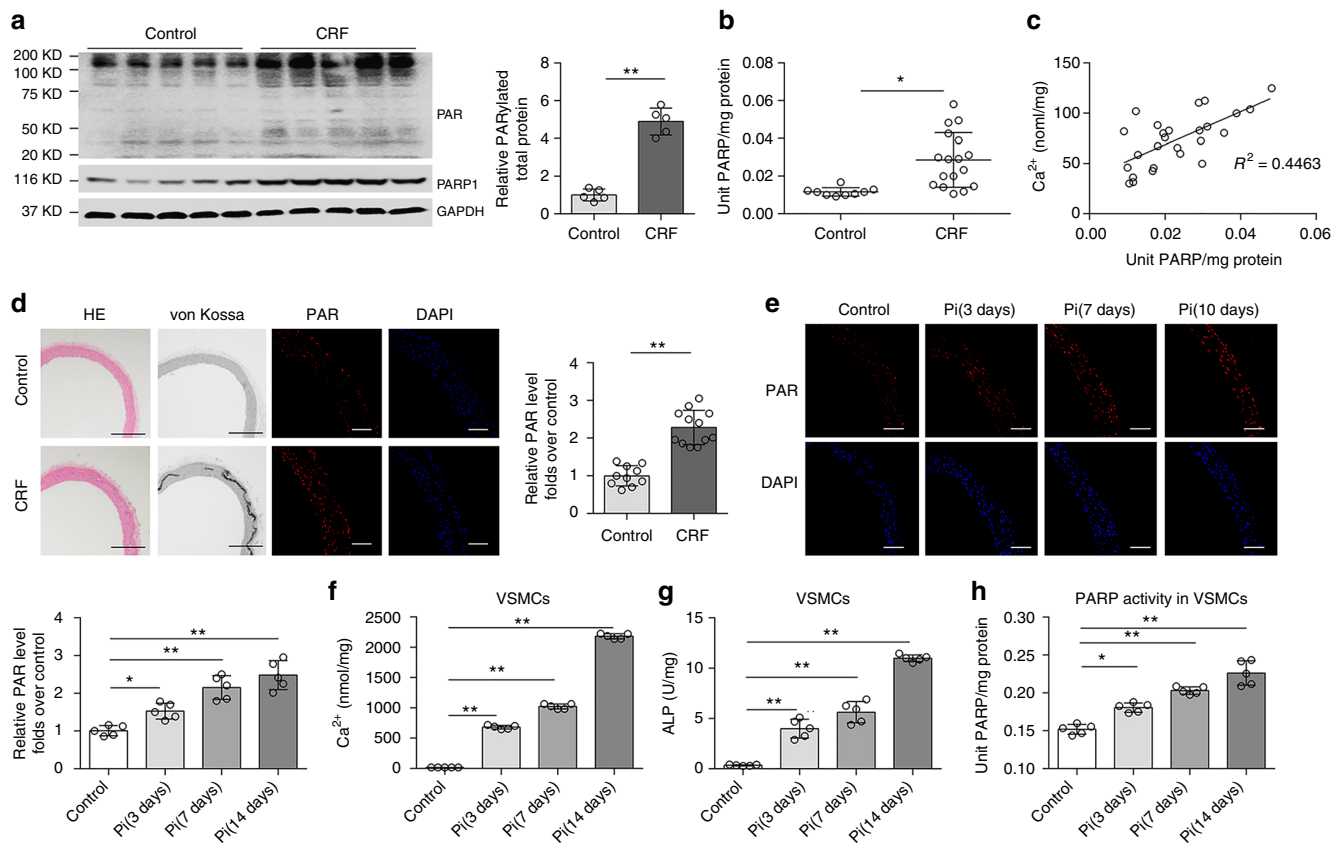 a
Control
CRF
200 KD
100 KD
75 KD
50 KD
20 KD
116 KD
37 KD
PAR
PARP1
GAPDH
Relative PARylated
total protein
8
6
4
2
0
**
Control
CRF
b
Unit PARP/mg protein
0.08
0.06
0.04
0.02
0.00
*
Control
CRF
c
Ca2+ (noml/mg)
150
100
50
0
R2 = 0.4463
0.00
0.02
0.04
0.06
Unit PARP/mg protein
d
HE
von Kossa
PAR
DAPI
Control
CRF
Relative PAR level
folds over control
4
3
2
1
0
**
Control
CRF
e
Control
Pi(3 days)
Pi(7 days)
Pi(10 days)
PAR
DAPI
Relative PAR level
folds over control
4
3
2
1
0
**
**
*
Control
Pi(3 days)
Pi(7 days)
Pi(14 days)
f
VSMCs
Ca2+ (nmol/mg)
2500
2000
1500
1000
500
0
**
**
**
Control
Pi(3 days)
Pi(7 days)
Pi(14 days)
g
VSMCs
ALP (U/mg)
15
10
5
0
**
**
**
Control
Pi(3 days)
Pi(7 days)
Pi(14 days)
h
PARP activity in VSMCs
Unit PARP/mg protein
0.30
0.25
0.20
0.15
0.10
**
**
*
Control
Pi(3 days)
Pi(7 days)
Pi(14 days)